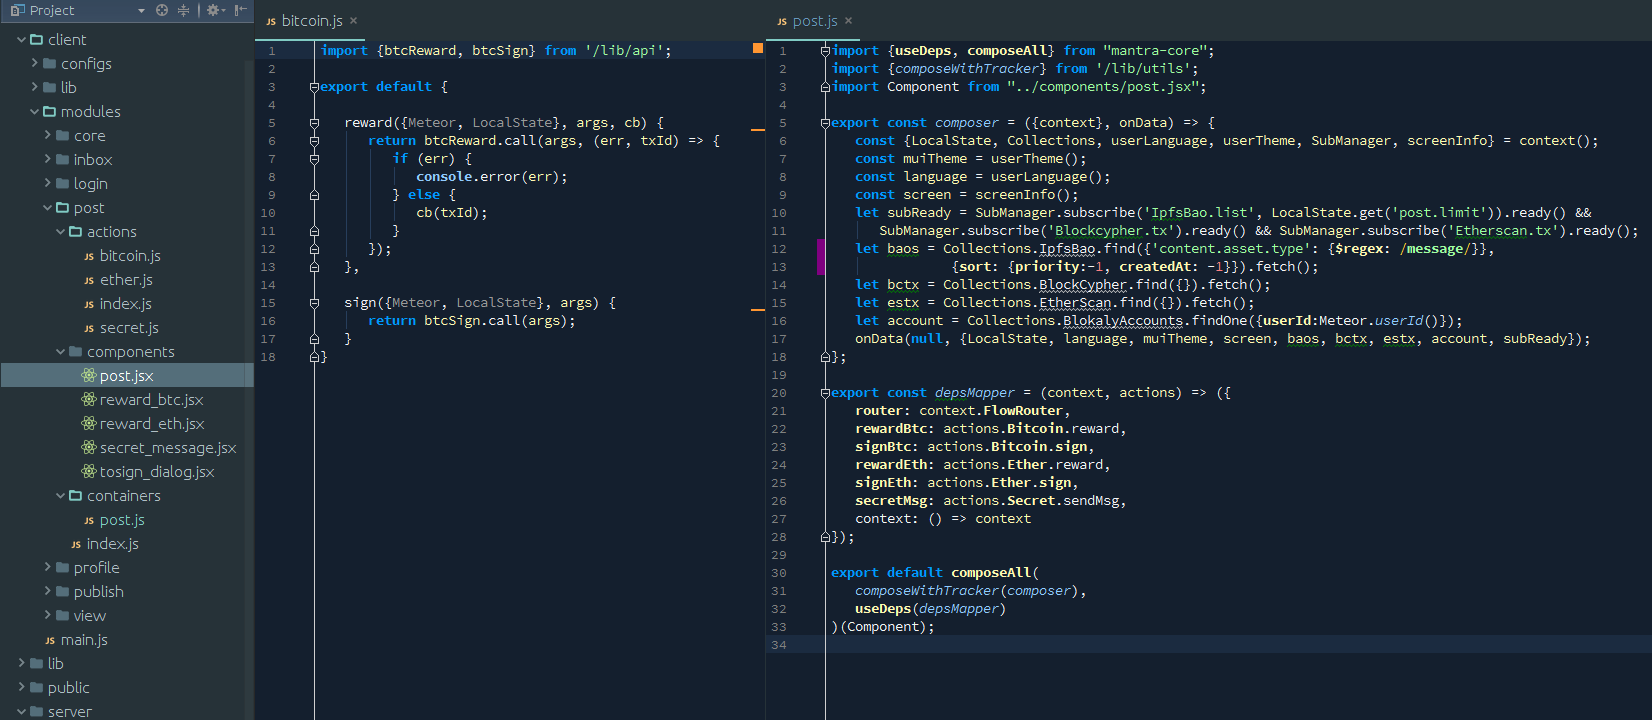 Project
client
configs
lib
modules
core
inbox
login
post
actions
JS bitcoin.js
JS ether.js
JS index.js
JS secret.js
components
post.jsx
reward_btc.jsx
reward_eth.jsx
secret_message.jsx
tosign_dialog.jsx
containers
JS post.js
JS index.js
profile
publish
view
JS main.js
lib
public
server
JS bitcoin.js ×
1 import {btcReward, btcSign} from '/lib/api';
2
3 export default {
4
5 reward({Meteor, LocalState}, args, cb) {
6 return btcReward.call(args, (err, txId) => {
7 if (err) {
8 console.error(err);
9 } else {
10 cb(txId);
11 }
12 });
13 },
14
15 sign({Meteor, LocalState}, args) {
16 return btcSign.call(args);
17 }
18 }
JS post.js ×
1 import {useDeps, composeAll} from "mantra-core";
2 import {composeWithTracker} from '/lib/utils';
3 import Component from "../components/post.jsx";
4
5 export const composer = ({context}, onData) => {
6 const {LocalState, Collections, userLanguage, userTheme, SubManager, screenInfo} = context();
7 const muiTheme = userTheme();
8 const language = userLanguage();
9 const screen = screenInfo();
10 let subReady = SubManager.subscribe('IpfsBao.list', LocalState.get('post.limit')).ready() &&
11 SubManager.subscribe('Blockcypher.tx').ready() && SubManager.subscribe('Etherscan.tx').ready();
12 let baos = Collections.IpfsBao.find({'content.asset.type': {$regex: /message/}},
13 {sort: {priority:-1, createdAt: -1}}).fetch();
14 let bctx = Collections.BlockCypher.find({}).fetch();
15 let estx = Collections.EtherScan.find({}).fetch();
16 let account = Collections.BlokalyAccounts.findOne({userId:Meteor.userId()});
17 onData(null, {LocalState, language, muiTheme, screen, baos, bctx, estx, account, subReady});
18 };
19
20 export const depsMapper = (context, actions) => ({
21 router: context.FlowRouter,
22 rewardBtc: actions.Bitcoin.reward,
23 signBtc: actions.Bitcoin.sign,
24 rewardEth: actions.Ether.reward,
25 signEth: actions.Ether.sign,
26 secretMsg: actions.Secret.sendMsg,
27 context: () => context
28 });
29
30 export default composeAll(
31 composeWithTracker(composer),
32 useDeps(depsMapper)
33 )(Component);
34